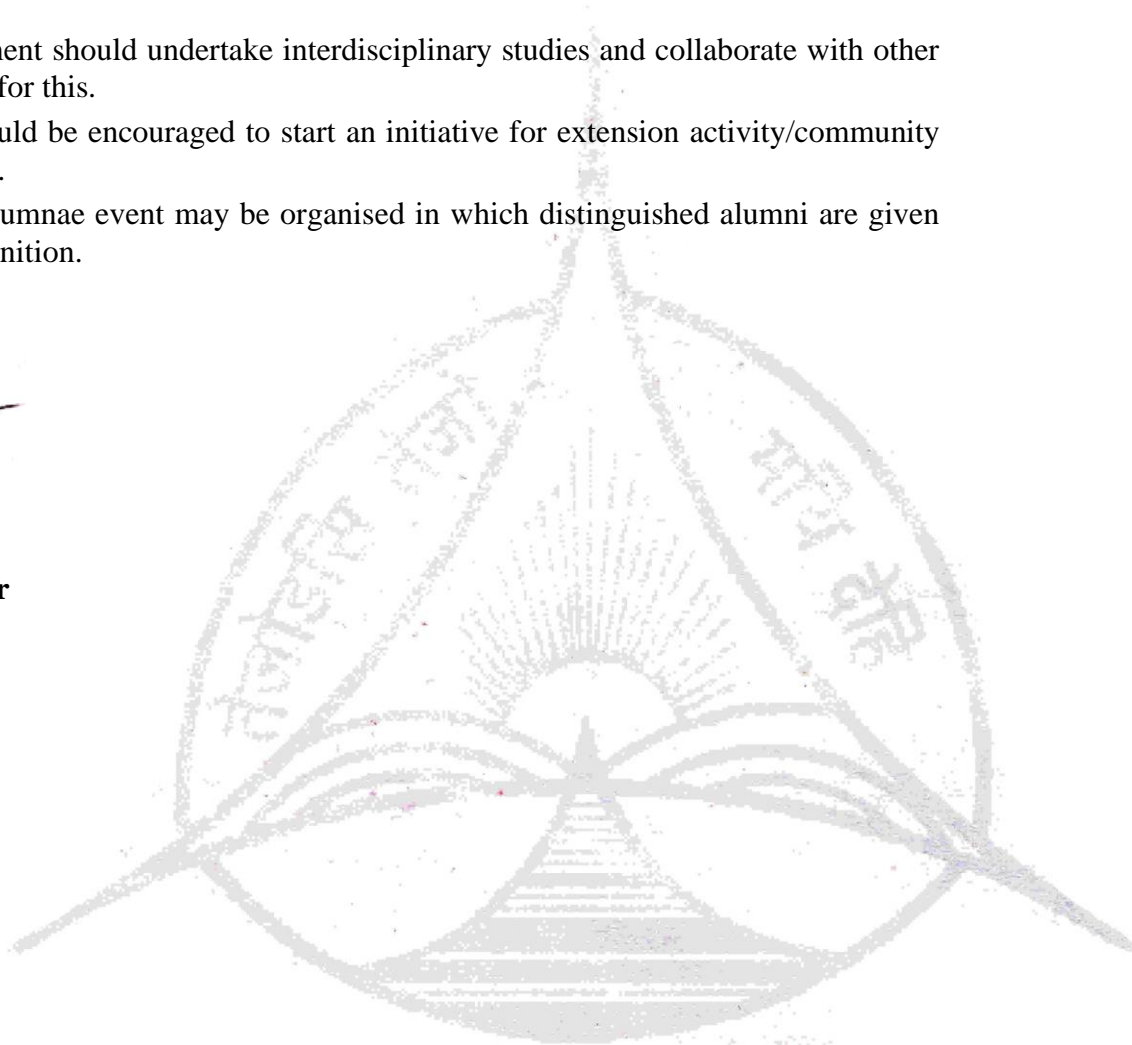 ent should undertake interdisciplinary studies and collaborate with other
for this.
uld be encouraged to start an initiative for extension activity/community
.
umnae event may be organised in which distinguished alumni are given
nition.
r